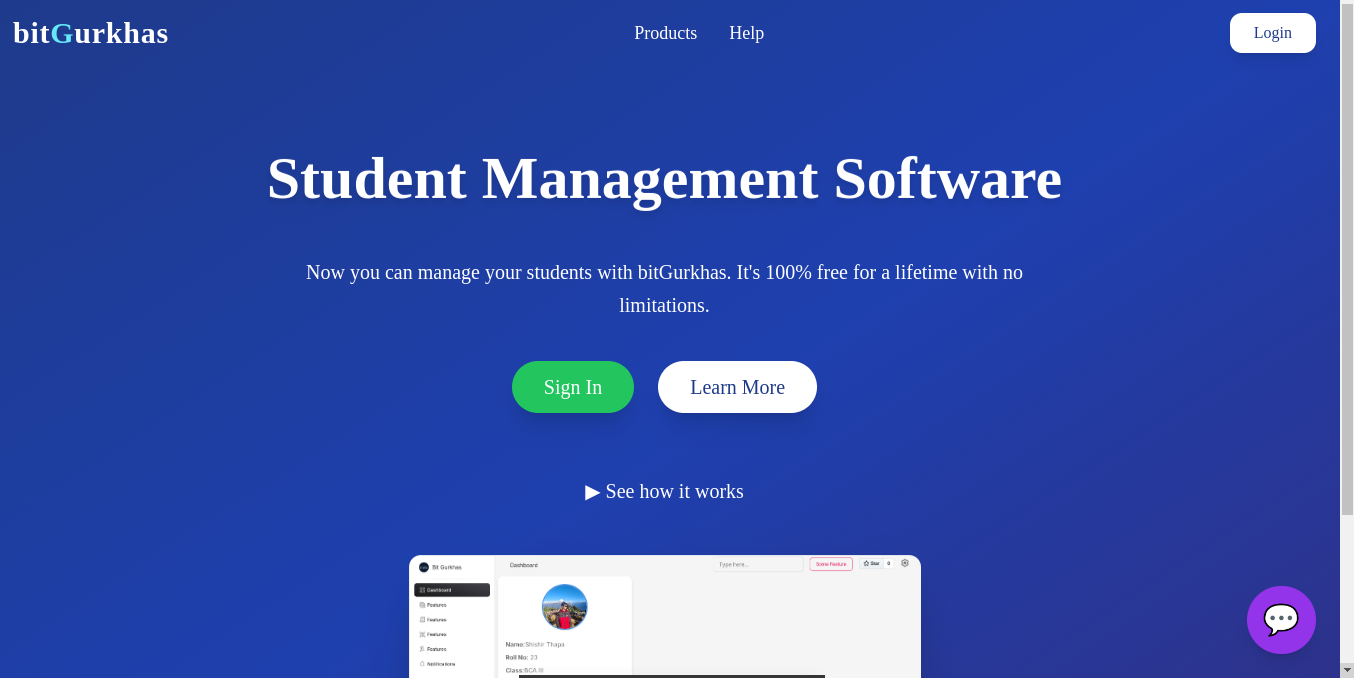 bitGurkhas
Products
Help
Login
Student Management Software
Now you can manage your students with bitGurkhas. It's 100% free for a lifetime with no
limitations.
Sign In
Learn More
▶ See how it works
Bit Gurkhas
Dashboard
Type here...
Some Feature
Star
0
Dashboard
Features
Features
Features
Features
Notifications
Name:Shishir Thapa
Roll No: 23
Class:BCA III